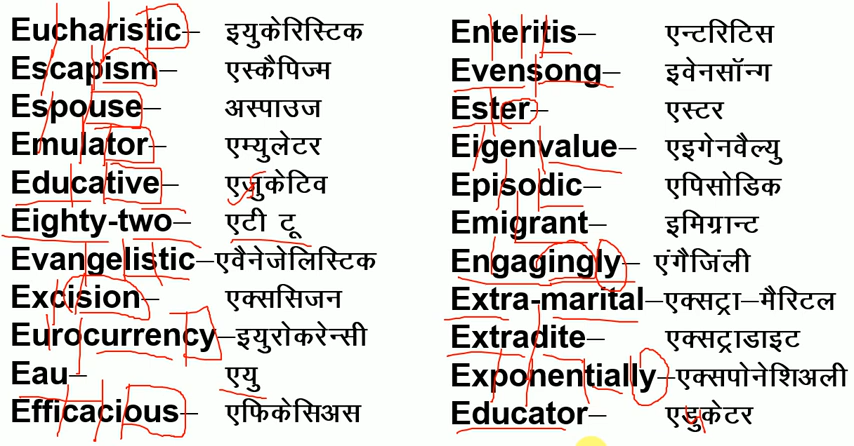 Eucharistic– इयुकेरिस्टिक
Escapism– एस्कैपिज्म
Espouse– अस्पाउज
Emulator– एम्युलेटर
Educative– एजुकेटिव
Eighty-two– एटी टू
Evangelistic–एवैनेजेलिस्टिक
Excision– एक्ससिजन
Eurocurrency–इयुरोकरेन्सी
Eau– एयु
Efficacious– एफिकेसिअस
Enteritis– एन्टरिटिस
Evensong– इवेनसॉन्ग
Ester– एस्टर
Eigenvalue– एइगेनवैल्यु
Episodic– एपिसोडिक
Emigrant– इमिग्रान्ट
Engagingly– एंगैजिंली
Extra-marital–एक्सट्रा–मैरिटल
Extradite– एक्सट्राडाइट
Exponentially–एक्सपोनेशिअली
Educator– एडुकेटर